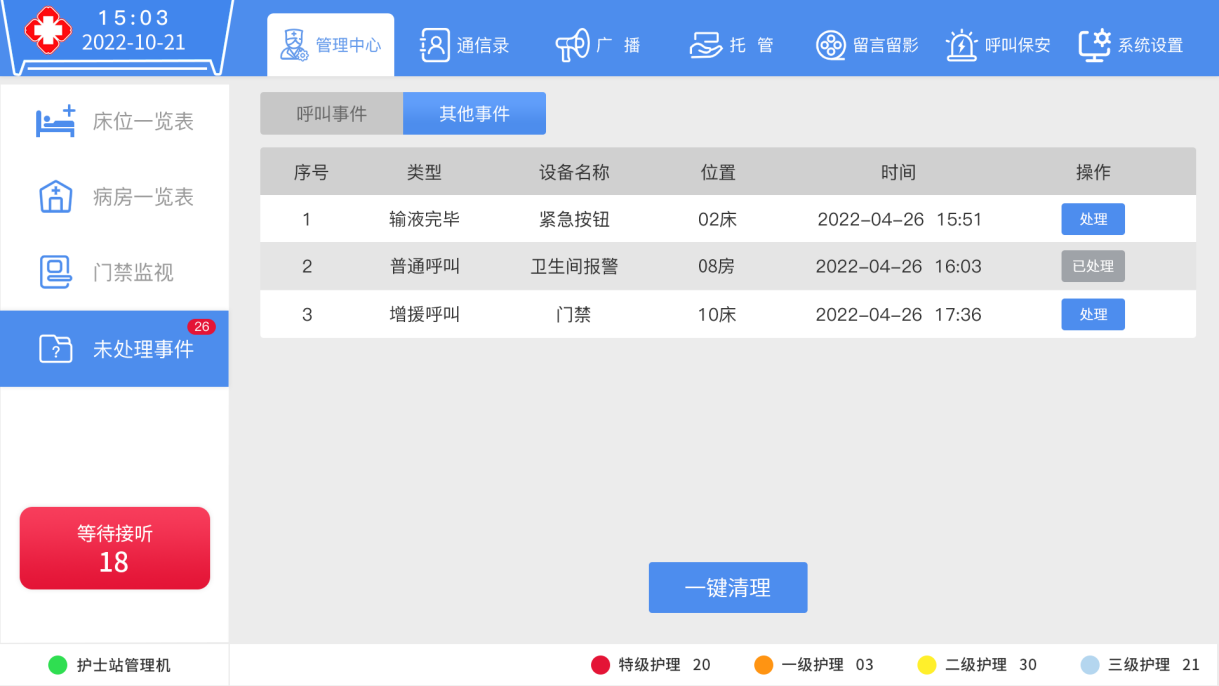 15:03
2022-10-21
管理中心
通信录
广 播
托 管
留言留影
呼叫保安
系统设置
床位一览表
病房一览表
门禁监视
未处理事件
26
等待接听
18
呼叫事件 其他事件
序号 类型 设备名称 位置 时间 操作
1 输液完毕 紧急按钮 02床 2022-04-26 15:51 处理
2 普通呼叫 卫生间报警 08房 2022-04-26 16:03 已处理
3 增援呼叫 门禁 10床 2022-04-26 17:36 处理
一键清理
护士站管理机
特级护理 20 一级护理 03 二级护理 30 三级护理 21